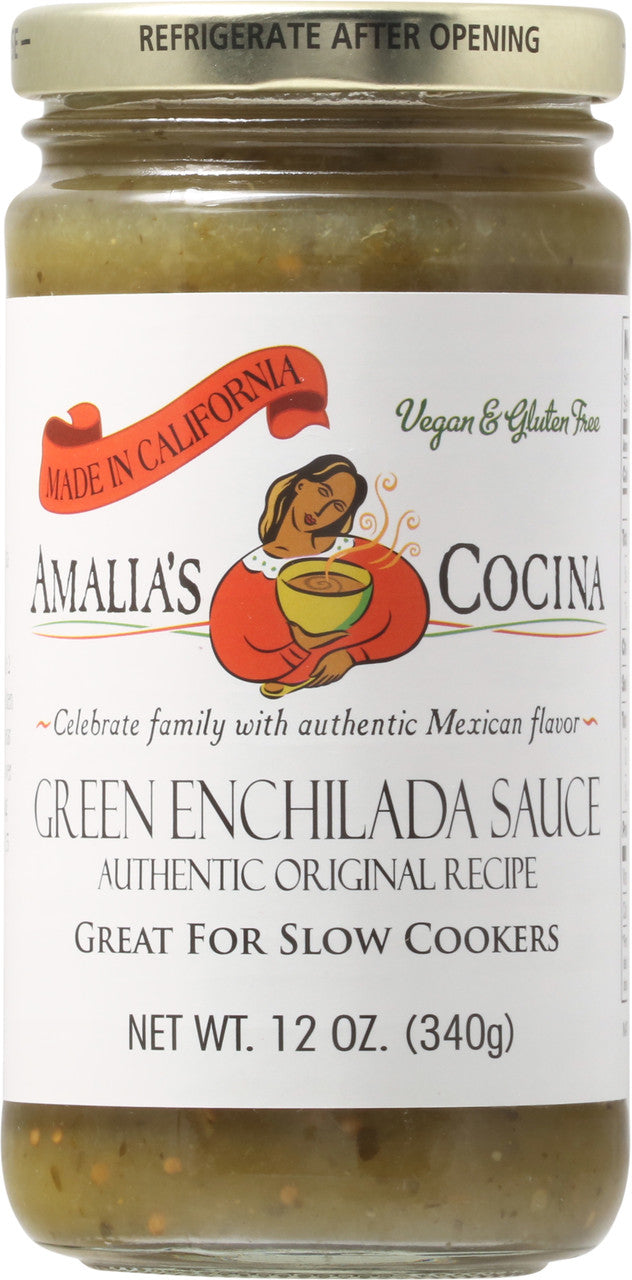 REFRIGERATE AFTER OPENING
MADE IN CALIFORNIA
Vegan & Gluten Free
AMALIA'S COCINA
~Celebrate family with authentic Mexican flavor~
GREEN ENCHILADA SAUCE
AUTHENTIC ORIGINAL RECIPE
GREAT FOR SLOW COOKERS
NET WT. 12 OZ. (340g)